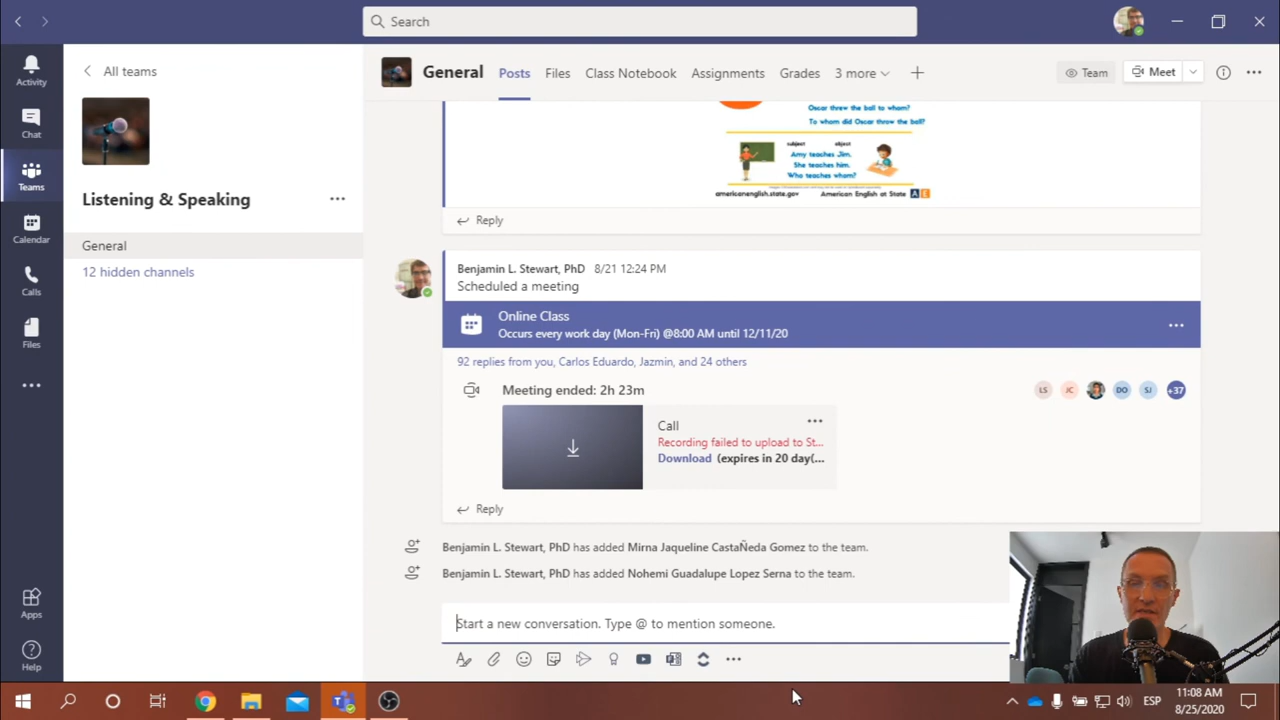 Search
Activity
Chat
Teams
Calendar
Calls
Files
Apps
Help
All teams
Listening & Speaking
General
12 hidden channels
General
Posts
Files
Class Notebook
Assignments
Grades
3 more
Team
Meet
Oscar threw the ball to whom?
To whom did Oscar throw the ball?
subject object
Amy teaches Jim.
She teaches him.
Who teaches whom?
americanenglish.state.gov American English at State AE
Reply
Benjamin L. Stewart, PhD 8/21 12:24 PM
Scheduled a meeting
Online Class
Occurs every work day (Mon-Fri) @8:00 AM until 12/11/20
92 replies from you, Carlos Eduardo, Jazmin, and 24 others
Meeting ended: 2h 23m
LS JC DO SJ +37
Call
Recording failed to upload to St...
Download (expires in 20 day(...
Reply
Benjamin L. Stewart, PhD has added Mirna Jaqueline CastaÑeda Gomez to the team.
Benjamin L. Stewart, PhD has added Nohemi Guadalupe Lopez Serna to the team.
Start a new conversation. Type @ to mention someone.
ESP
11:08 AM
8/25/2020